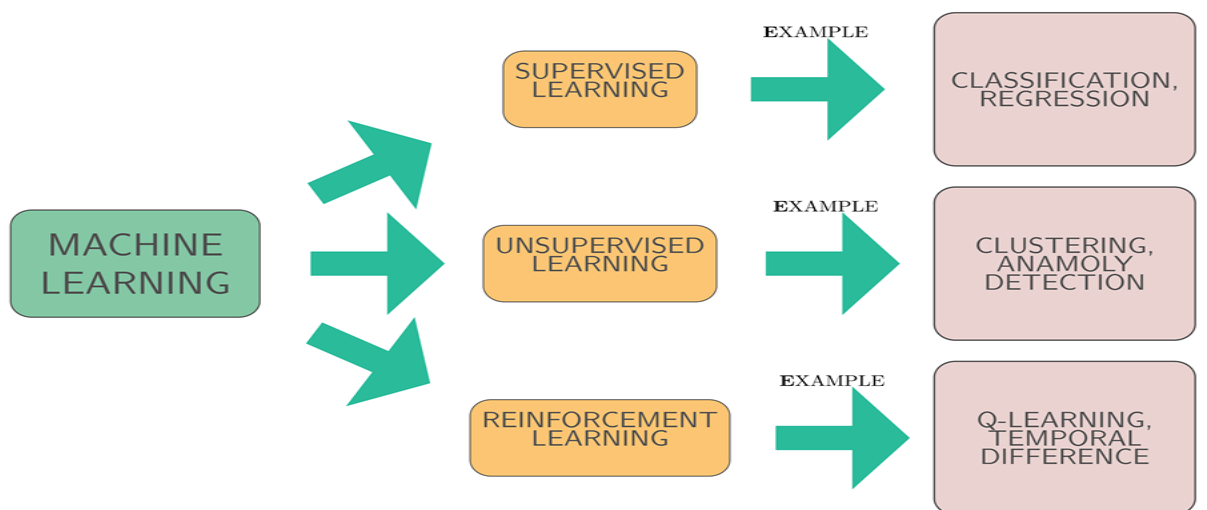 MACHINE
LEARNING
SUPERVISED
LEARNING
EXAMPLE
CLASSIFICATION,
REGRESSION
UNSUPERVISED
LEARNING
EXAMPLE
CLUSTERING,
ANAMOLY
DETECTION
REINFORCEMENT
LEARNING
EXAMPLE
Q-LEARNING,
TEMPORAL
DIFFERENCE